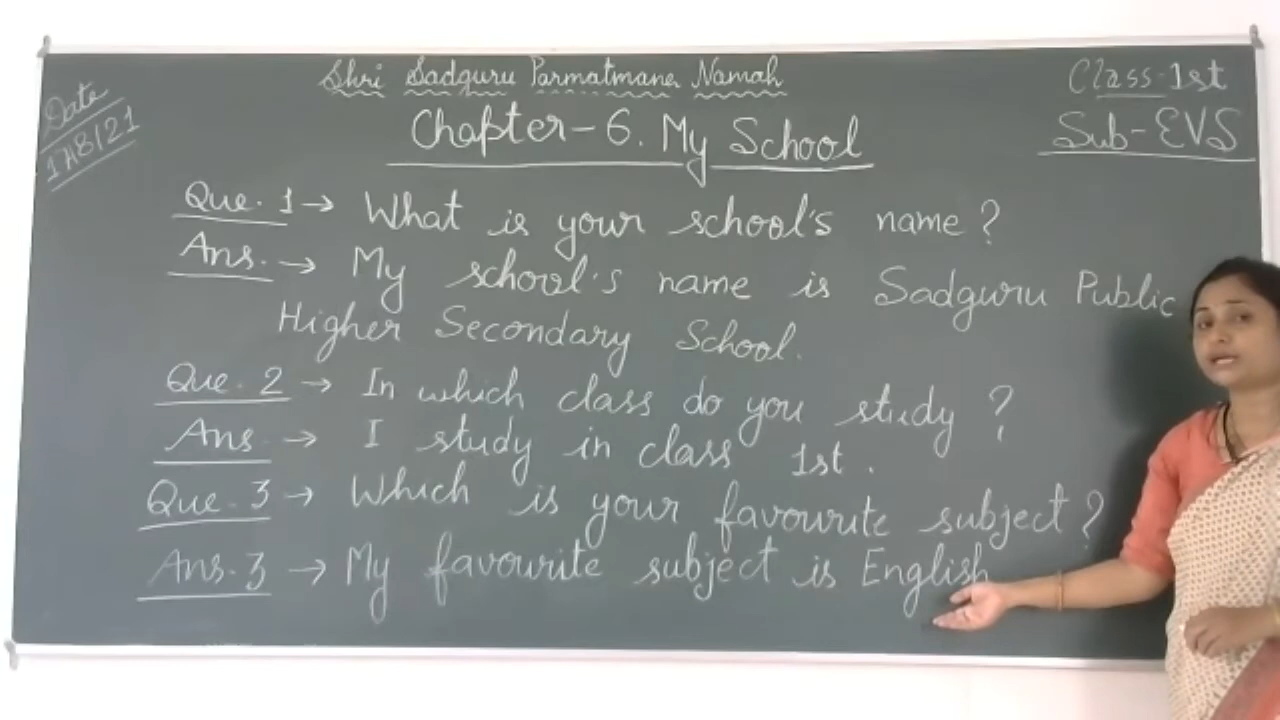 Shri Sadguru Parmatmane Namah
Class-1st
Date
17/8/21
Chapter-6. My School
Sub-EVS
Que. 1→ What is your school's name?
Ans.→ My school's name is Sadguru Public
Higher Secondary School.
Que. 2→ In which class do you study?
Ans→ I study in class 1st.
Que. 3→ Which is your favourite subject?
Ans. 3→ My favourite subject is English